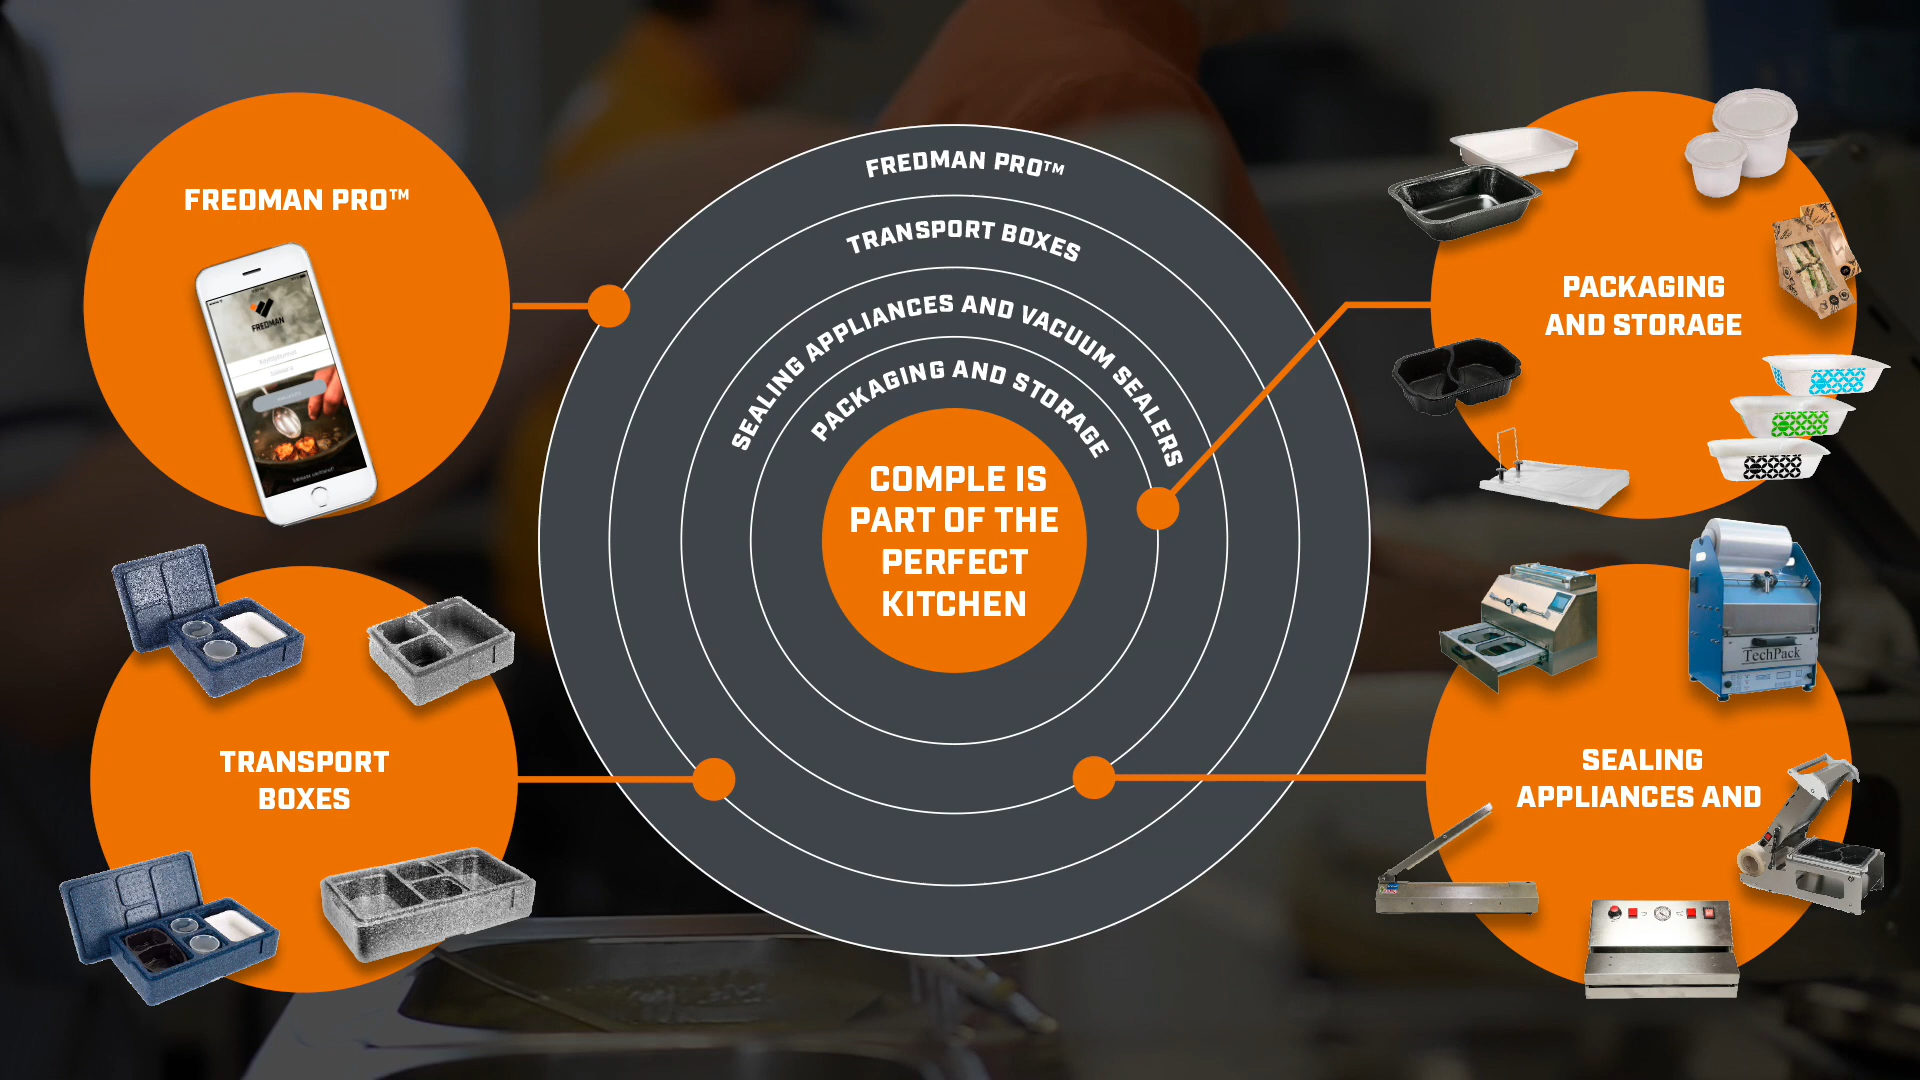 FREDMAN PRO™
FREDMAN
FREDMAN PRO™
TRANSPORT BOXES
SEALING APPLIANCES AND VACUUM SEALERS
PACKAGING AND STORAGE
COMPLE IS
PART OF THE
PERFECT
KITCHEN
PACKAGING
AND STORAGE
TRANSPORT
BOXES
TechPack
SEALING
APPLIANCES AND